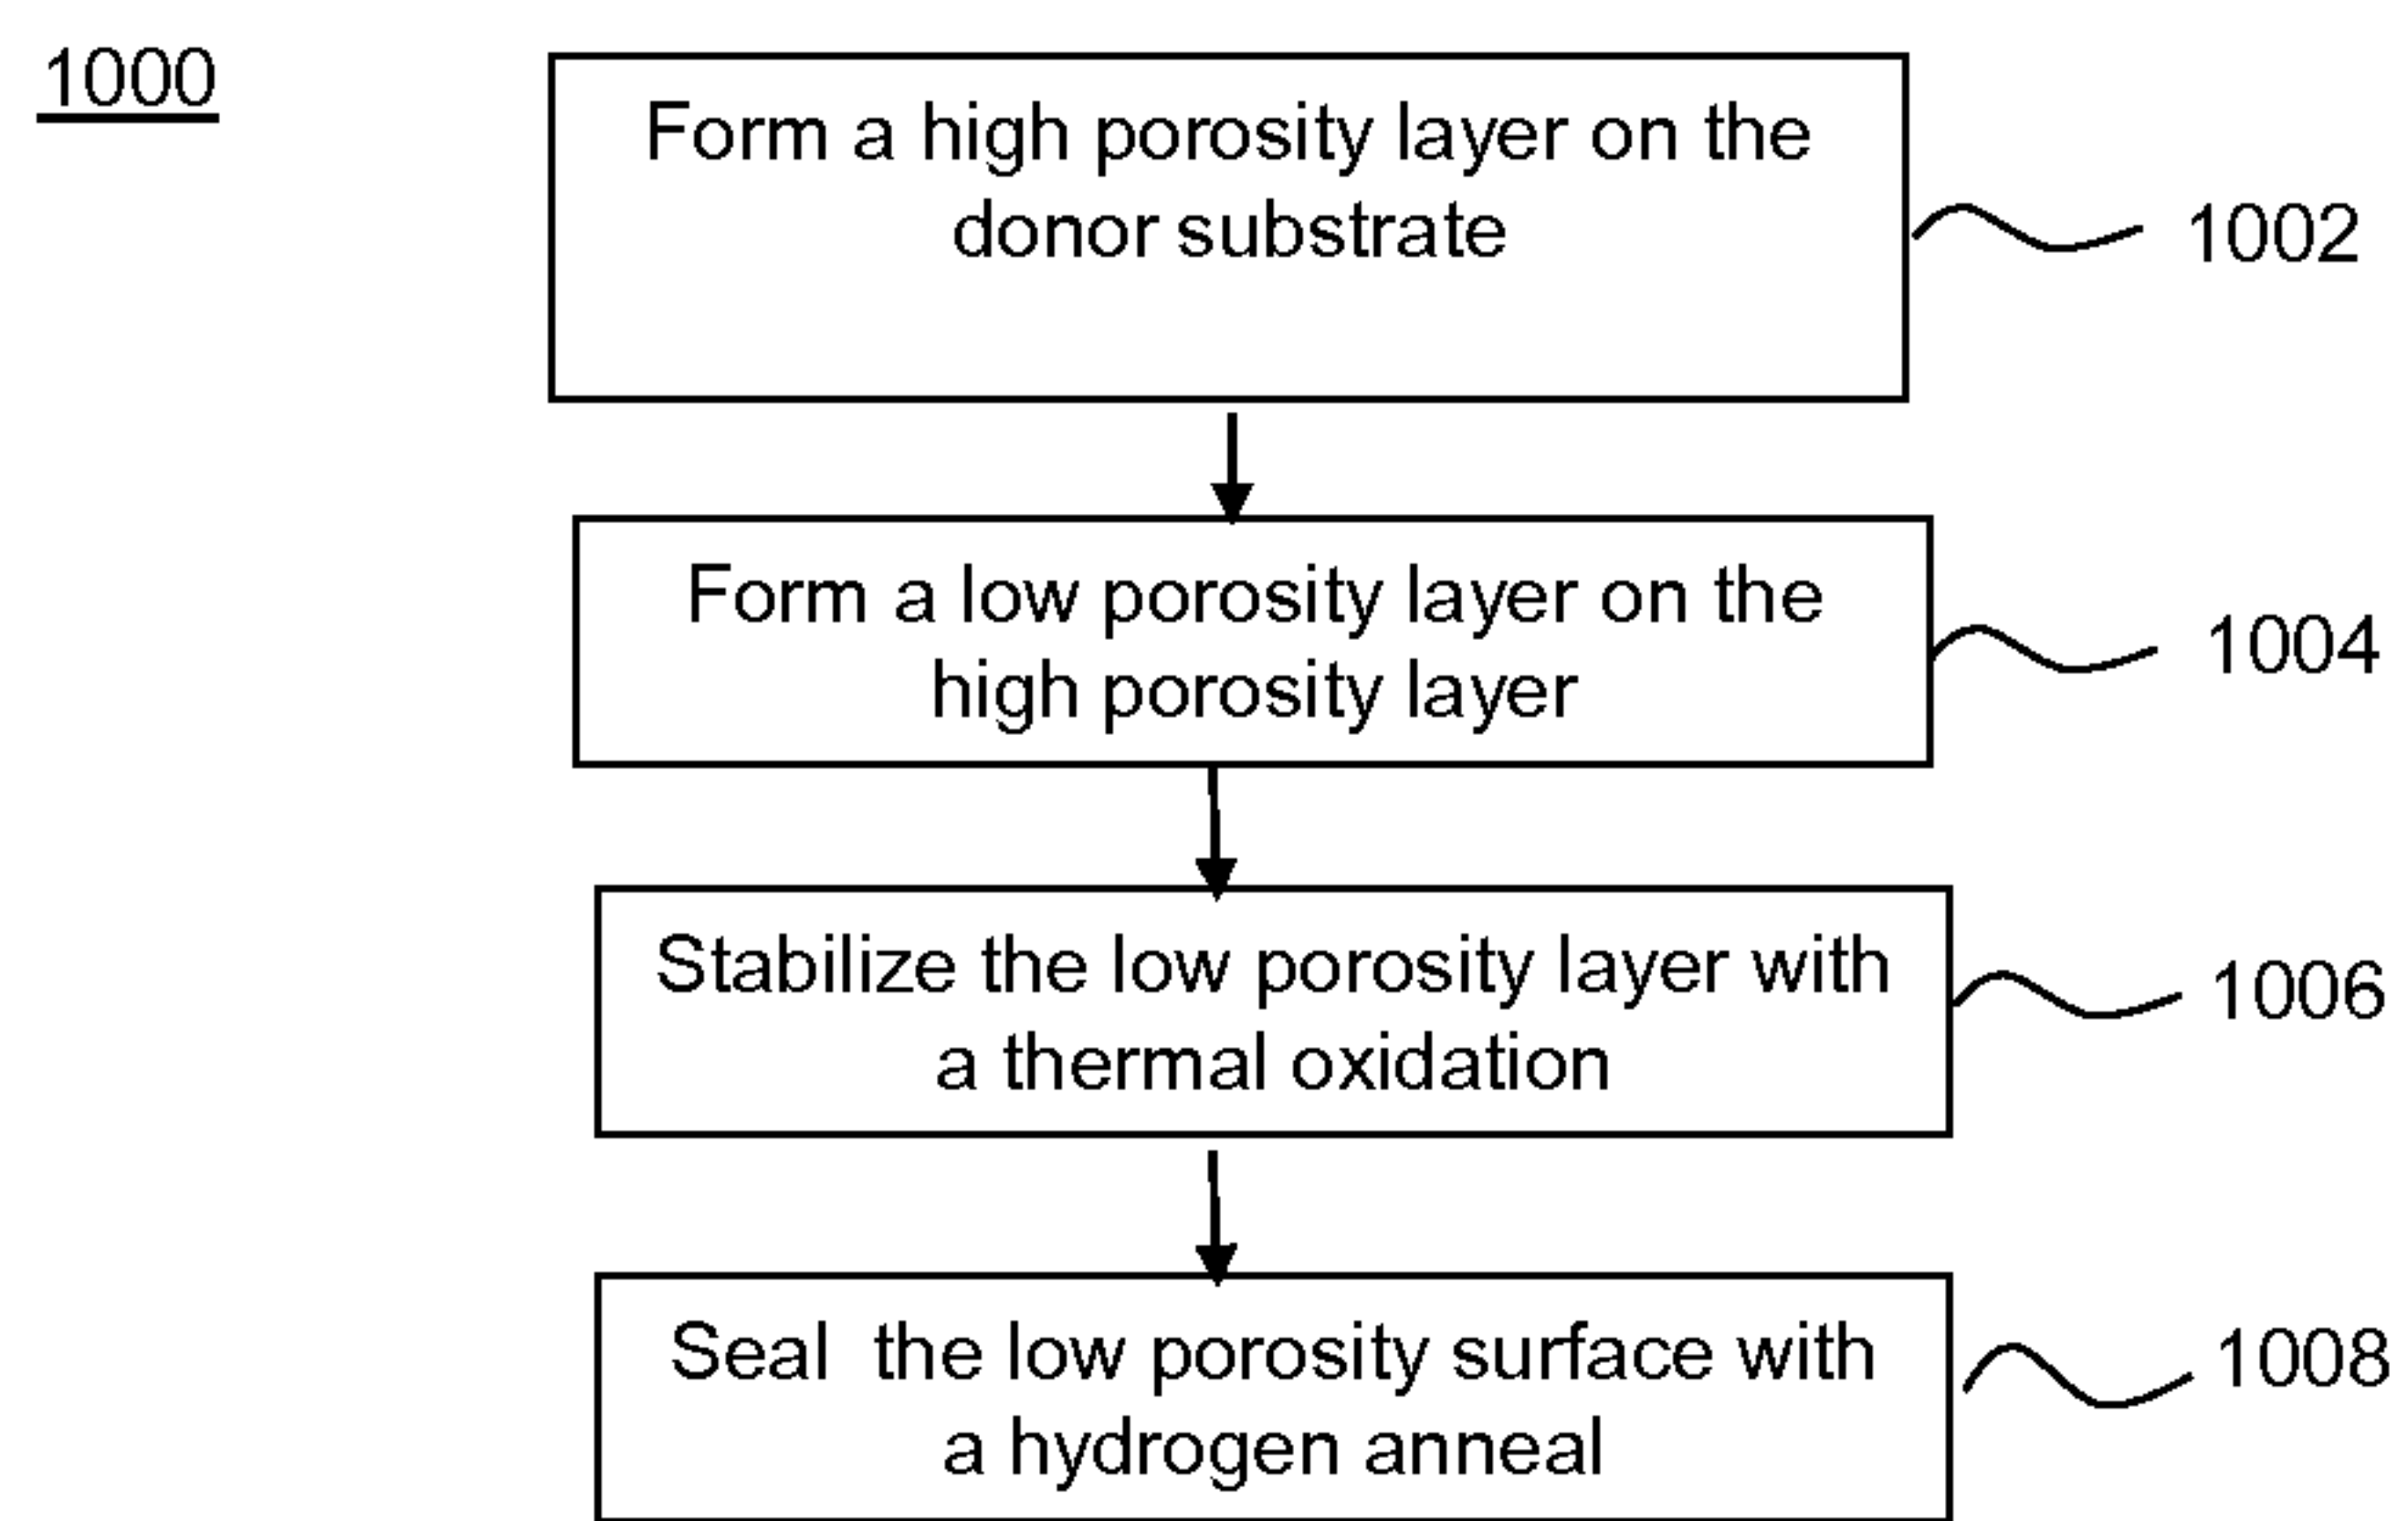 1000
Form a high porosity layer on the
donor substrate
1002
Form a low porosity layer on the
high porosity layer
1004
Stabilize the low porosity layer with
a thermal oxidation
1006
Seal the low porosity surface with
a hydrogen anneal
1008